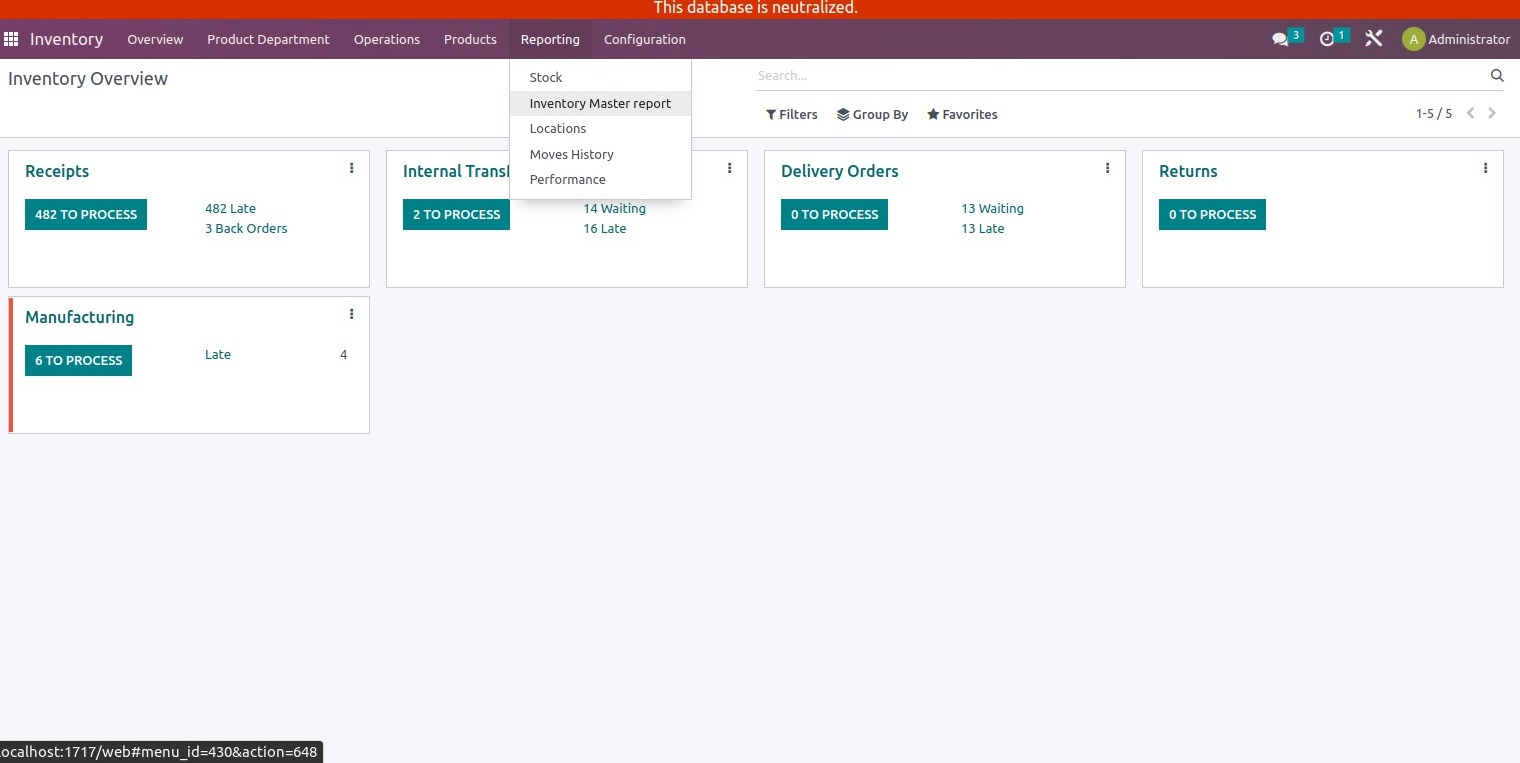 This database is neutralized.
Inventory Overview Product Department Operations Products Reporting Configuration 3 1 A Administrator
Inventory Overview
Search...
Stock
Inventory Master report
Locations
Moves History
Performance
Filters Group By Favorites 1-5 / 5
Receipts
482 TO PROCESS
482 Late
3 Back Orders
Internal Transf
2 TO PROCESS
14 Waiting
16 Late
Delivery Orders
0 TO PROCESS
13 Waiting
13 Late
Returns
0 TO PROCESS
Manufacturing
6 TO PROCESS
Late 4
localhost:1717/web#menu_id=430&action=648